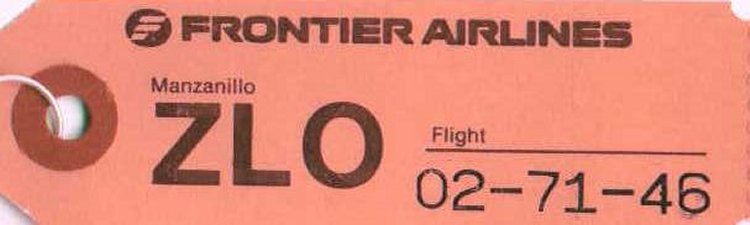 FRONTIER AIRLINES
Manzanillo
ZLO
Flight
02-71-46